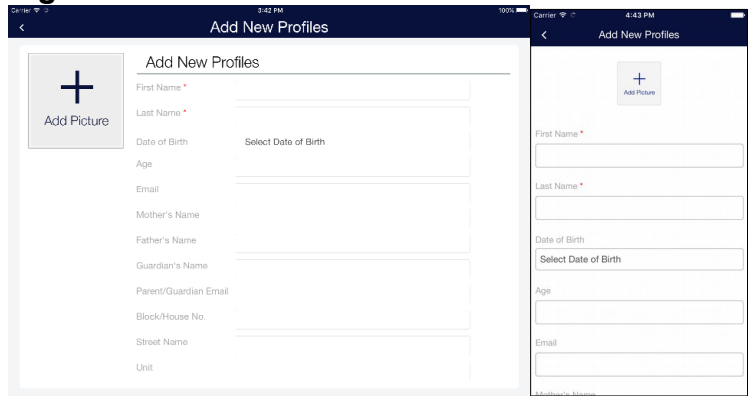 Carrier 3:42 PM 100%
Add New Profiles
Add New Profiles
Add Picture
First Name *
Last Name *
Date of Birth Select Date of Birth
Age
Email
Mother's Name
Father's Name
Guardian's Name
Parent/Guardian Email
Block/House No.
Street Name
Unit
Carrier 4:43 PM
Add New Profiles
Add Picture
First Name *
Last Name *
Date of Birth
Select Date of Birth
Age
Email
Mother's Name